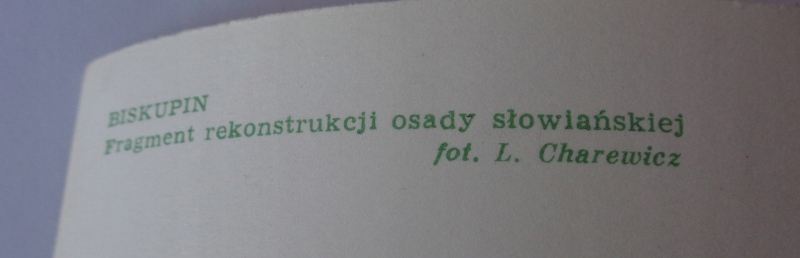 BISKUPIN
Fragment rekonstrukcji osady słowiańskiej
fot. L. Charewicz